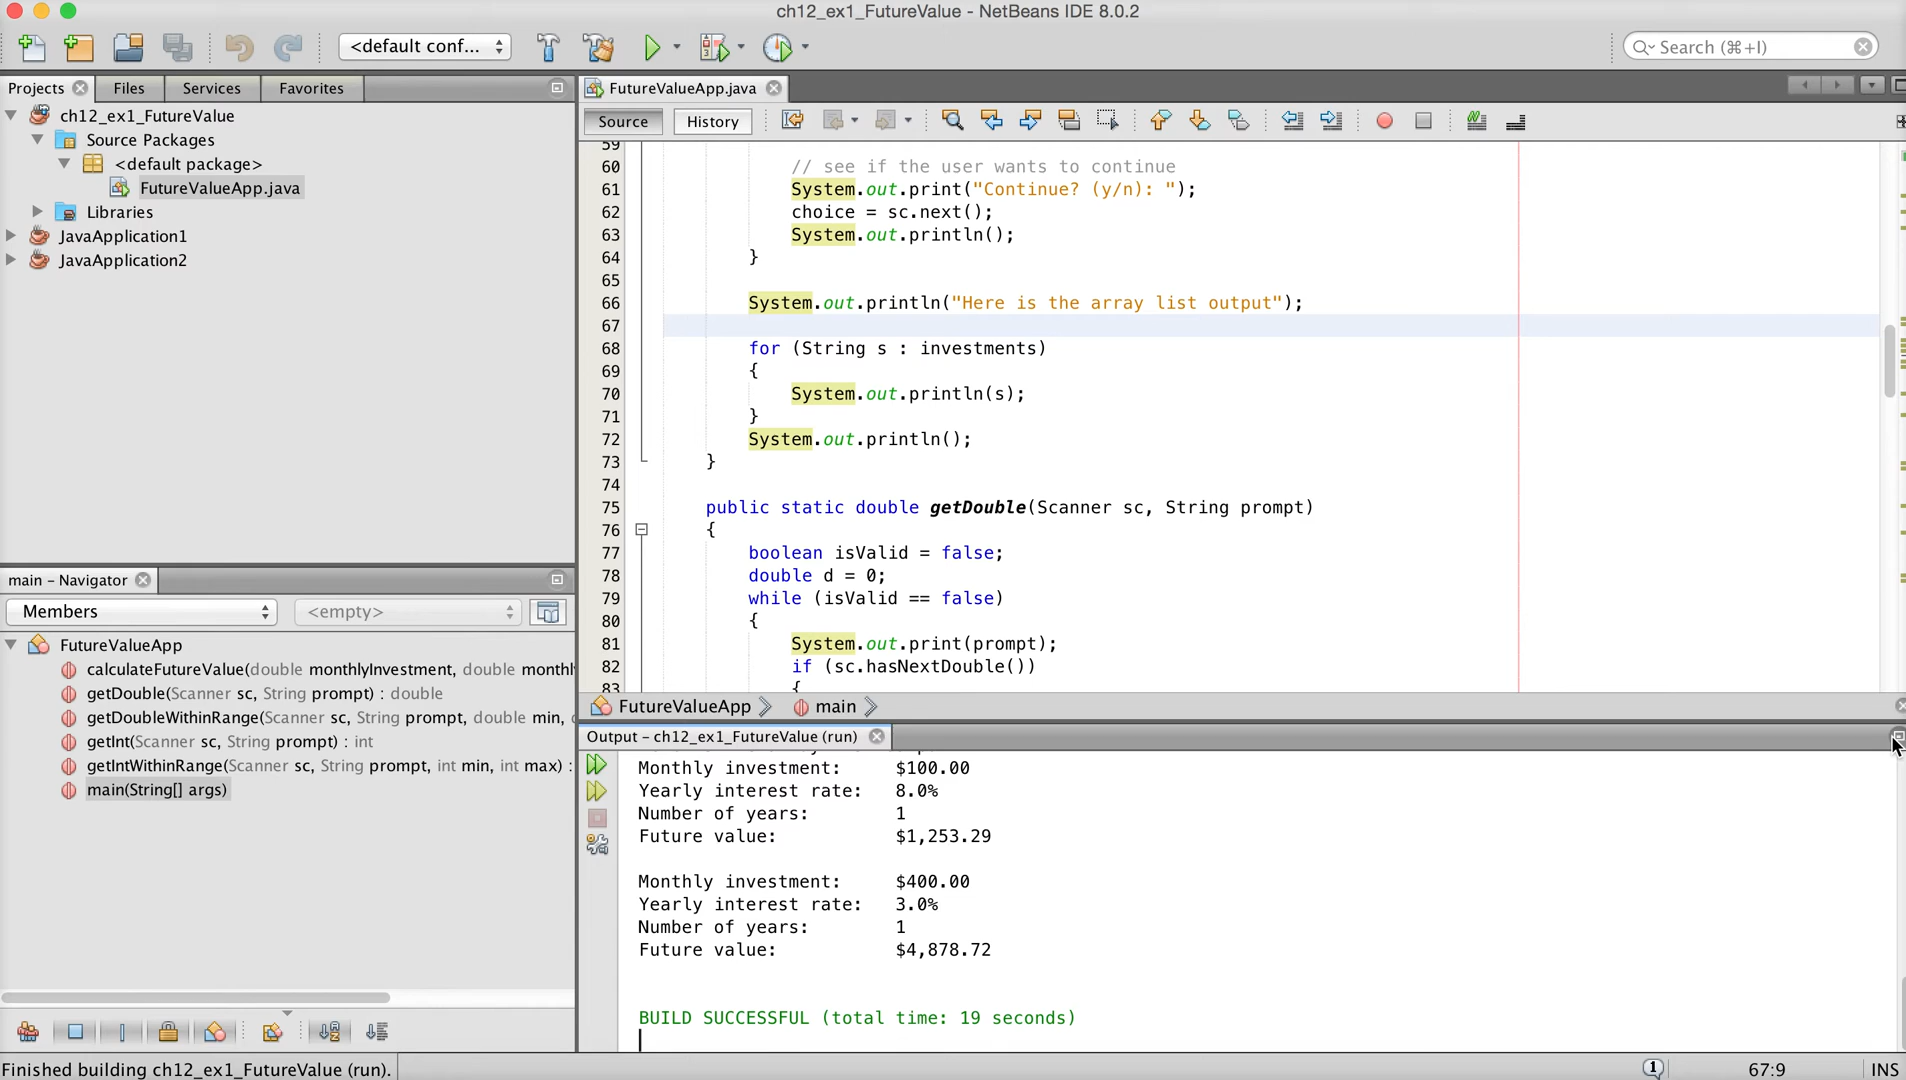 ch12_ex1_FutureValue - NetBeans IDE 8.0.2
<default conf...
Search (⌘+I)
Projects
Files
Services
Favorites
ch12_ex1_FutureValue
Source Packages
<default package>
FutureValueApp.java
Libraries
JavaApplication1
JavaApplication2
FutureValueApp.java
Source
History
59
60 // see if the user wants to continue
61 System.out.print("Continue? (y/n): ");
62 choice = sc.next();
63 System.out.println();
64 }
65
66 System.out.println("Here is the array list output");
67
68 for (String s : investments)
69 {
70 System.out.println(s);
71 }
72 System.out.println();
73 }
74
75 public static double getDouble(Scanner sc, String prompt)
76 {
77 boolean isValid = false;
78 double d = 0;
79 while (isValid == false)
80 {
81 System.out.print(prompt);
82 if (sc.hasNextDouble())
83 {
FutureValueApp
main
main - Navigator
Members
<empty>
FutureValueApp
calculateFutureValue(double monthlyInvestment, double monthl
getDouble(Scanner sc, String prompt) : double
getDoubleWithinRange(Scanner sc, String prompt, double min,
getInt(Scanner sc, String prompt) : int
getIntWithinRange(Scanner sc, String prompt, int min, int max) :
main(String[] args)
Output - ch12_ex1_FutureValue (run)
Monthly investment: $100.00
Yearly interest rate: 8.0%
Number of years: 1
Future value: $1,253.29
Monthly investment: $400.00
Yearly interest rate: 3.0%
Number of years: 1
Future value: $4,878.72
BUILD SUCCESSFUL (total time: 19 seconds)
Finished building ch12_ex1_FutureValue (run).
1
67:9
INS